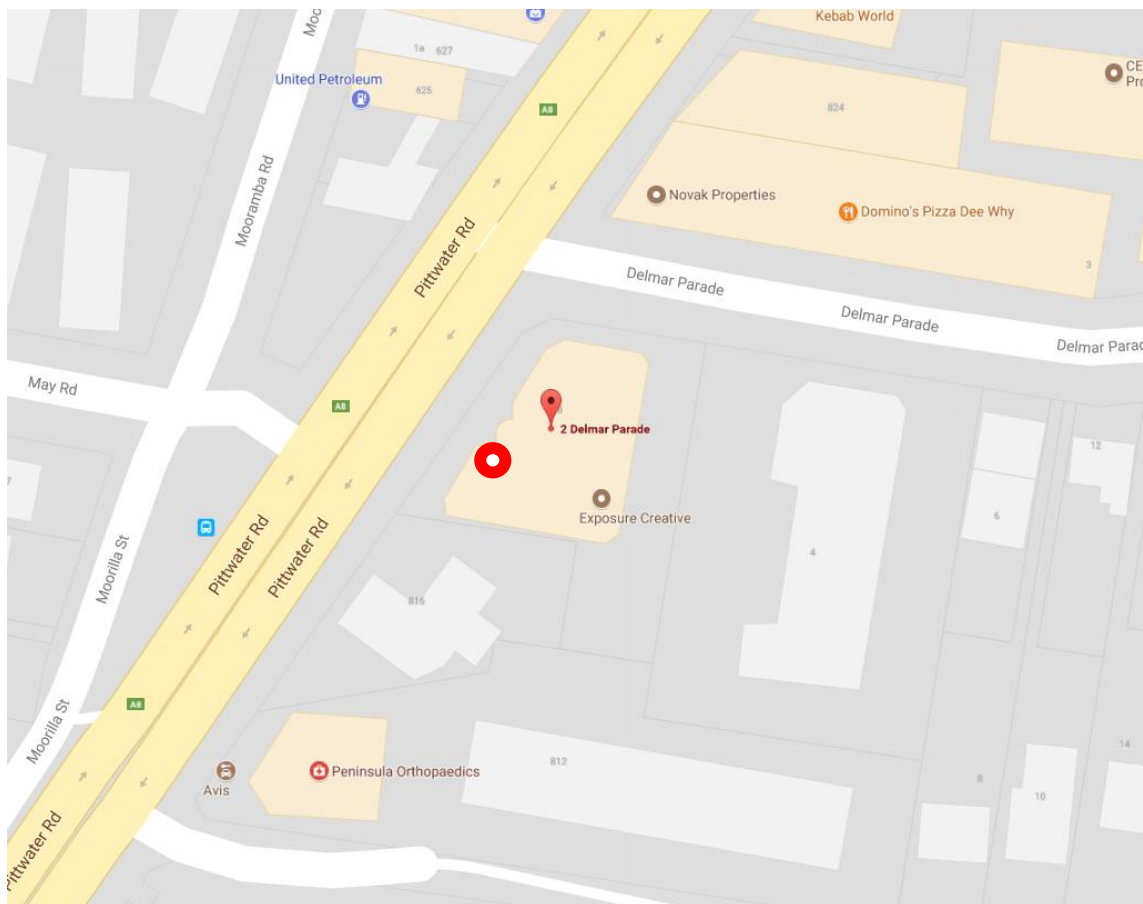 Kebab World
1a 627
United Petroleum
625
A8
824
CE
Pro
Moo
Mooramba Rd
Novak Properties
Domino's Pizza Dee Why
Pittwater Rd
3
Delmar Parade
Delmar Parade
Delmar Parad
May Rd
A8
2 Delmar Parade
12
Exposure Creative
6
4
7
Pittwater Rd
Pittwater Rd
Moorilla St
816
A8
Moorilla St
14
812
8
10
Peninsula Orthopaedics
Avis
Pittwater Rd